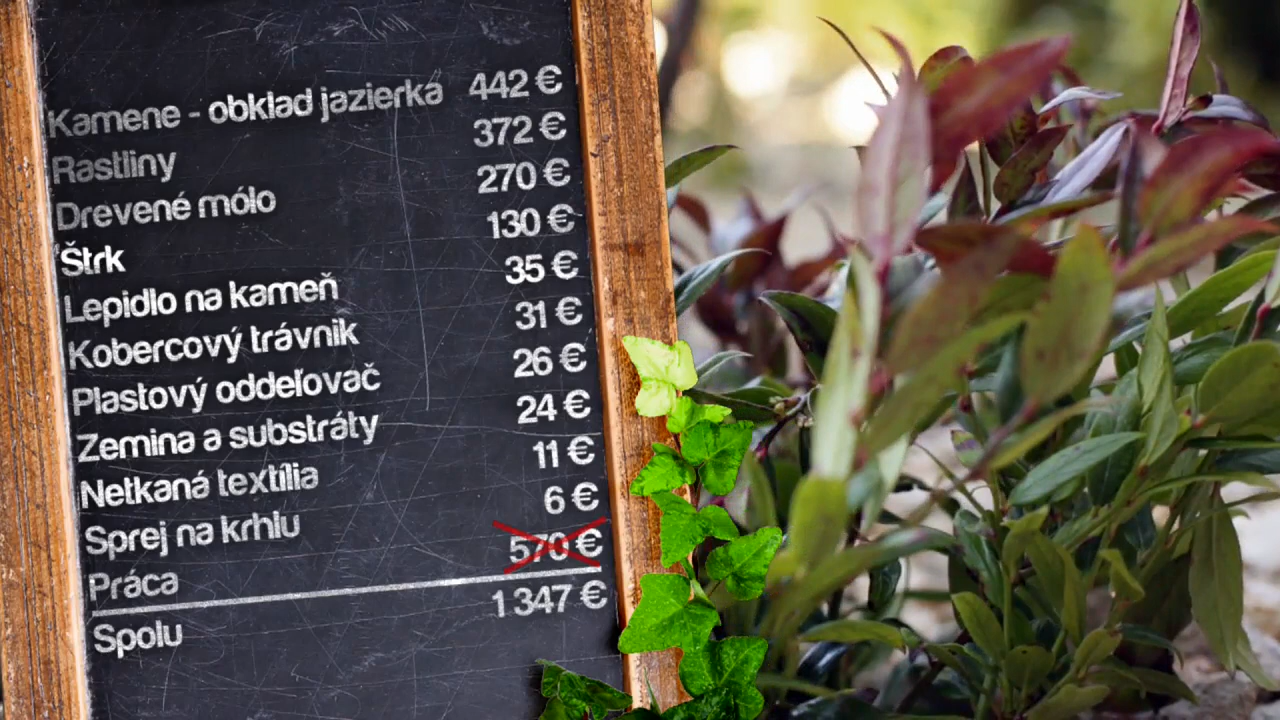 Kamene - obklad jazierka 442 €
Rastliny 372 €
Drevené mólo 270 €
Štrk 130 €
Lepidlo na kameň 35 €
Kobercový trávnik 31 €
Plastový oddeľovač 26 €
Zemina a substráty 24 €
Netkaná textília 11 €
Sprej na krhlu 6 €
Práca 570 €
Spolu 1 347 €